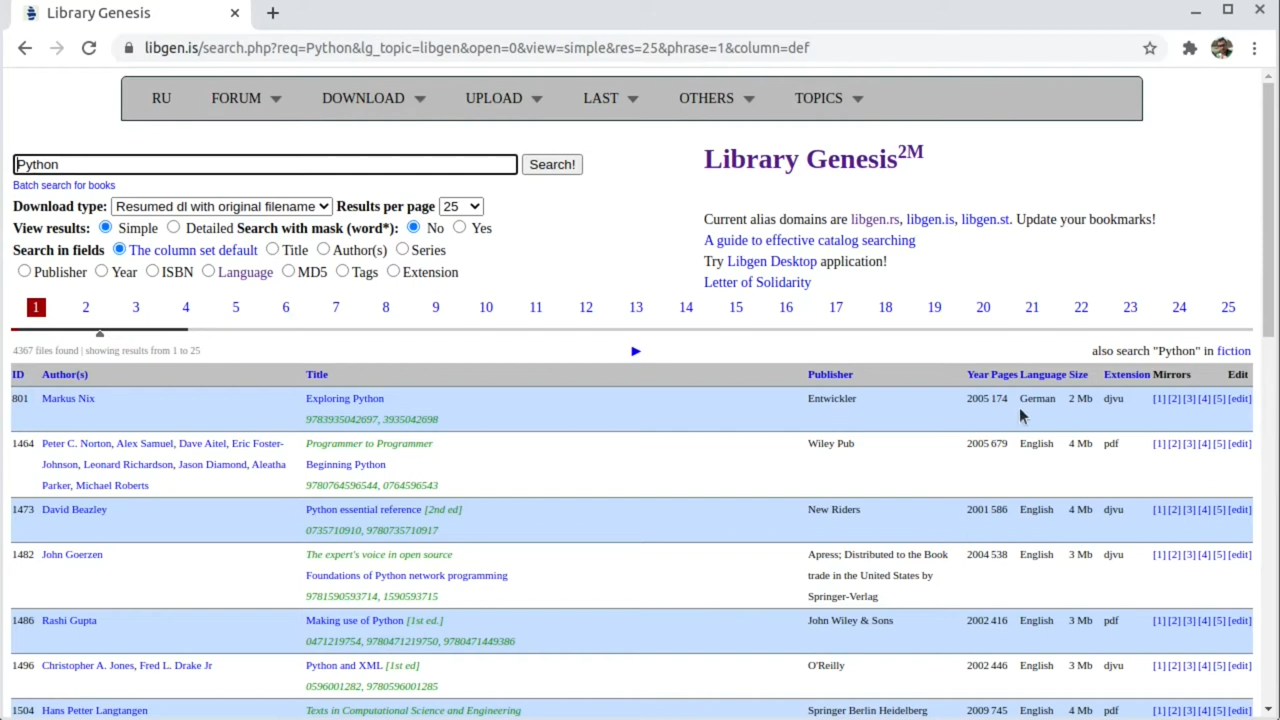 Library Genesis
libgen.is/search.php?req=Python&lg_topic=libgen&open=0&view=simple&res=25&phrase=1&column=def
RU FORUM DOWNLOAD UPLOAD LAST OTHERS TOPICS
Python Search!
Library Genesis2M
Batch search for books
Download type: Resumed dl with original filename Results per page 25
View results: Simple Detailed Search with mask (word*): No Yes
Current alias domains are libgen.rs, libgen.is, libgen.st. Update your bookmarks!
Search in fields The column set default Title Author(s) Series
A guide to effective catalog searching
Try Libgen Desktop application!
Publisher Year ISBN Language MD5 Tags Extension
Letter of Solidarity
1 2 3 4 5 6 7 8 9 10 11 12 13 14 15 16 17 18 19 20 21 22 23 24 25
4367 files found | showing results from 1 to 25 ► also search "Python" in fiction
ID Author(s) Title Publisher Year Pages Language Size Extension Mirrors Edit
801 Markus Nix Exploring Python Entwickler 2005 174 German 2 Mb djvu [1] [2] [3] [4] [5] [edit]
9783935042697, 3935042698
1464 Peter C. Norton, Alex Samuel, Dave Aitel, Eric Foster- Programmer to Programmer Wiley Pub 2005 679 English 4 Mb pdf [1] [2] [3] [4] [5] [edit]
Johnson, Leonard Richardson, Jason Diamond, Aleatha Beginning Python
Parker, Michael Roberts 9780764596544, 0764596543
1473 David Beazley Python essential reference [2nd ed] New Riders 2001 586 English 4 Mb djvu [1] [2] [3] [4] [5] [edit]
0735710910, 9780735710917
1482 John Goerzen The expert's voice in open source Apress; Distributed to the Book 2004 538 English 3 Mb djvu [1] [2] [3] [4] [5] [edit]
Foundations of Python network programming trade in the United States by
9781590593714, 1590593715 Springer-Verlag
1486 Rashi Gupta Making use of Python [1st ed.] John Wiley & Sons 2002 416 English 3 Mb pdf [1] [2] [3] [4] [5] [edit]
0471219754, 9780471219750, 9780471449386
1496 Christopher A. Jones, Fred L. Drake Jr Python and XML [1st ed] O'Reilly 2002 446 English 3 Mb djvu [1] [2] [3] [4] [5] [edit]
0596001282, 9780596001285
1504 Hans Petter Langtangen Texts in Computational Science and Engineering Springer Berlin Heidelberg 2009 745 English 4 Mb pdf [1] [2] [3] [4] [5] [edit]